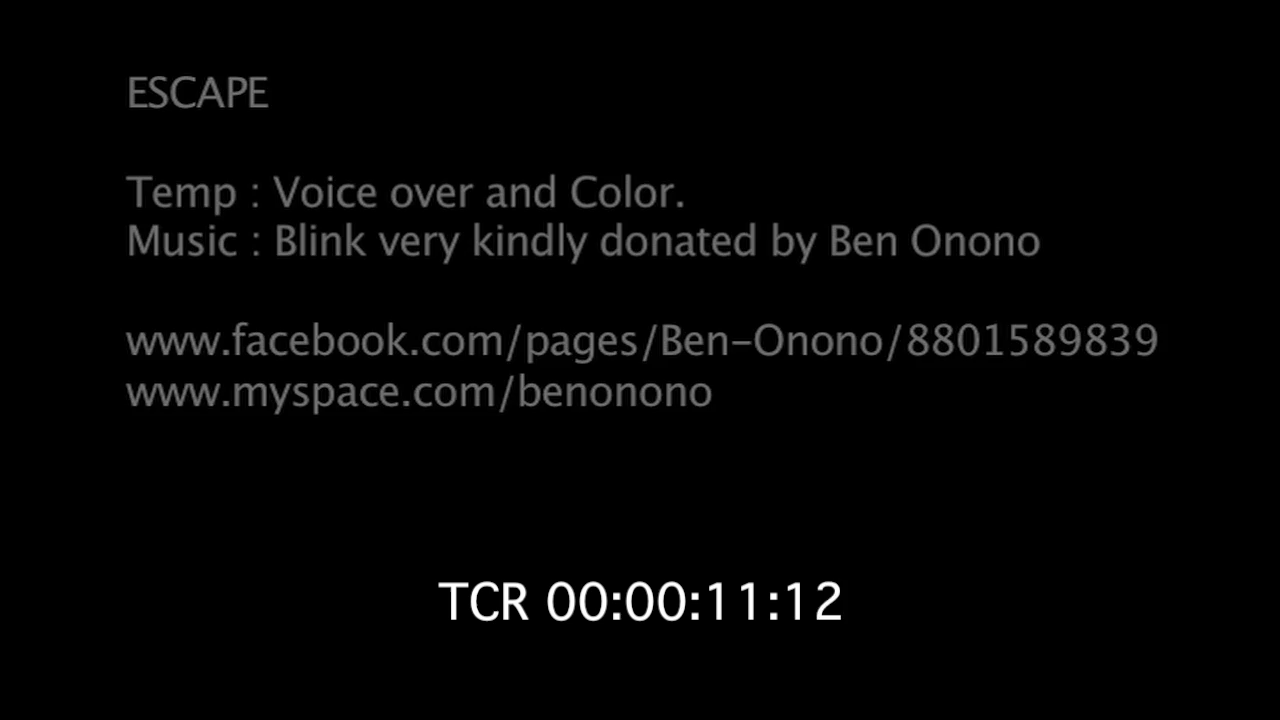 ESCAPE
Temp : Voice over and Color.
Music : Blink very kindly donated by Ben Onono
www.facebook.com/pages/Ben-Onono/8801589839
www.myspace.com/benonono
TCR 00:00:11:12